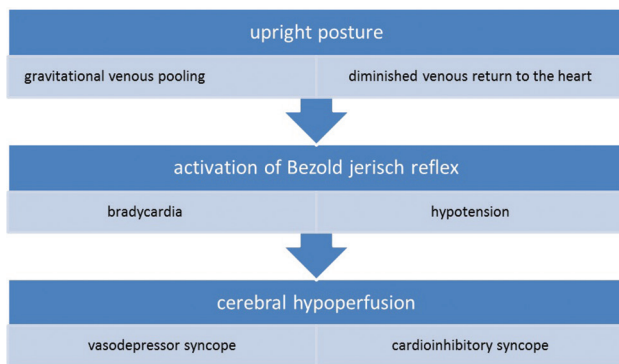 upright posture
gravitational venous pooling
diminished venous return to the heart
activation of Bezold jerisch reflex
bradycardia
hypotension
cerebral hypoperfusion
vasodepressor syncope
cardioinhibitory syncope